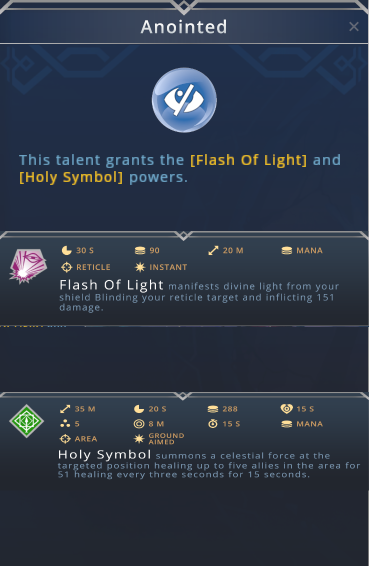 Anointed
This talent grants the [Flash Of Light] and
[Holy Symbol] powers.
30 S 90 20 M MANA
RETICLE INSTANT
Flash Of Light manifests divine light from your
shield Blinding your reticle target and inflicting 151
damage.
35 M 20 S 288 15 S
5 8 M 15 S MANA
AREA GROUND
AIMED
Holy Symbol summons a celestial force at the
targeted position healing up to five allies in the area for
51 healing every three seconds for 15 seconds.